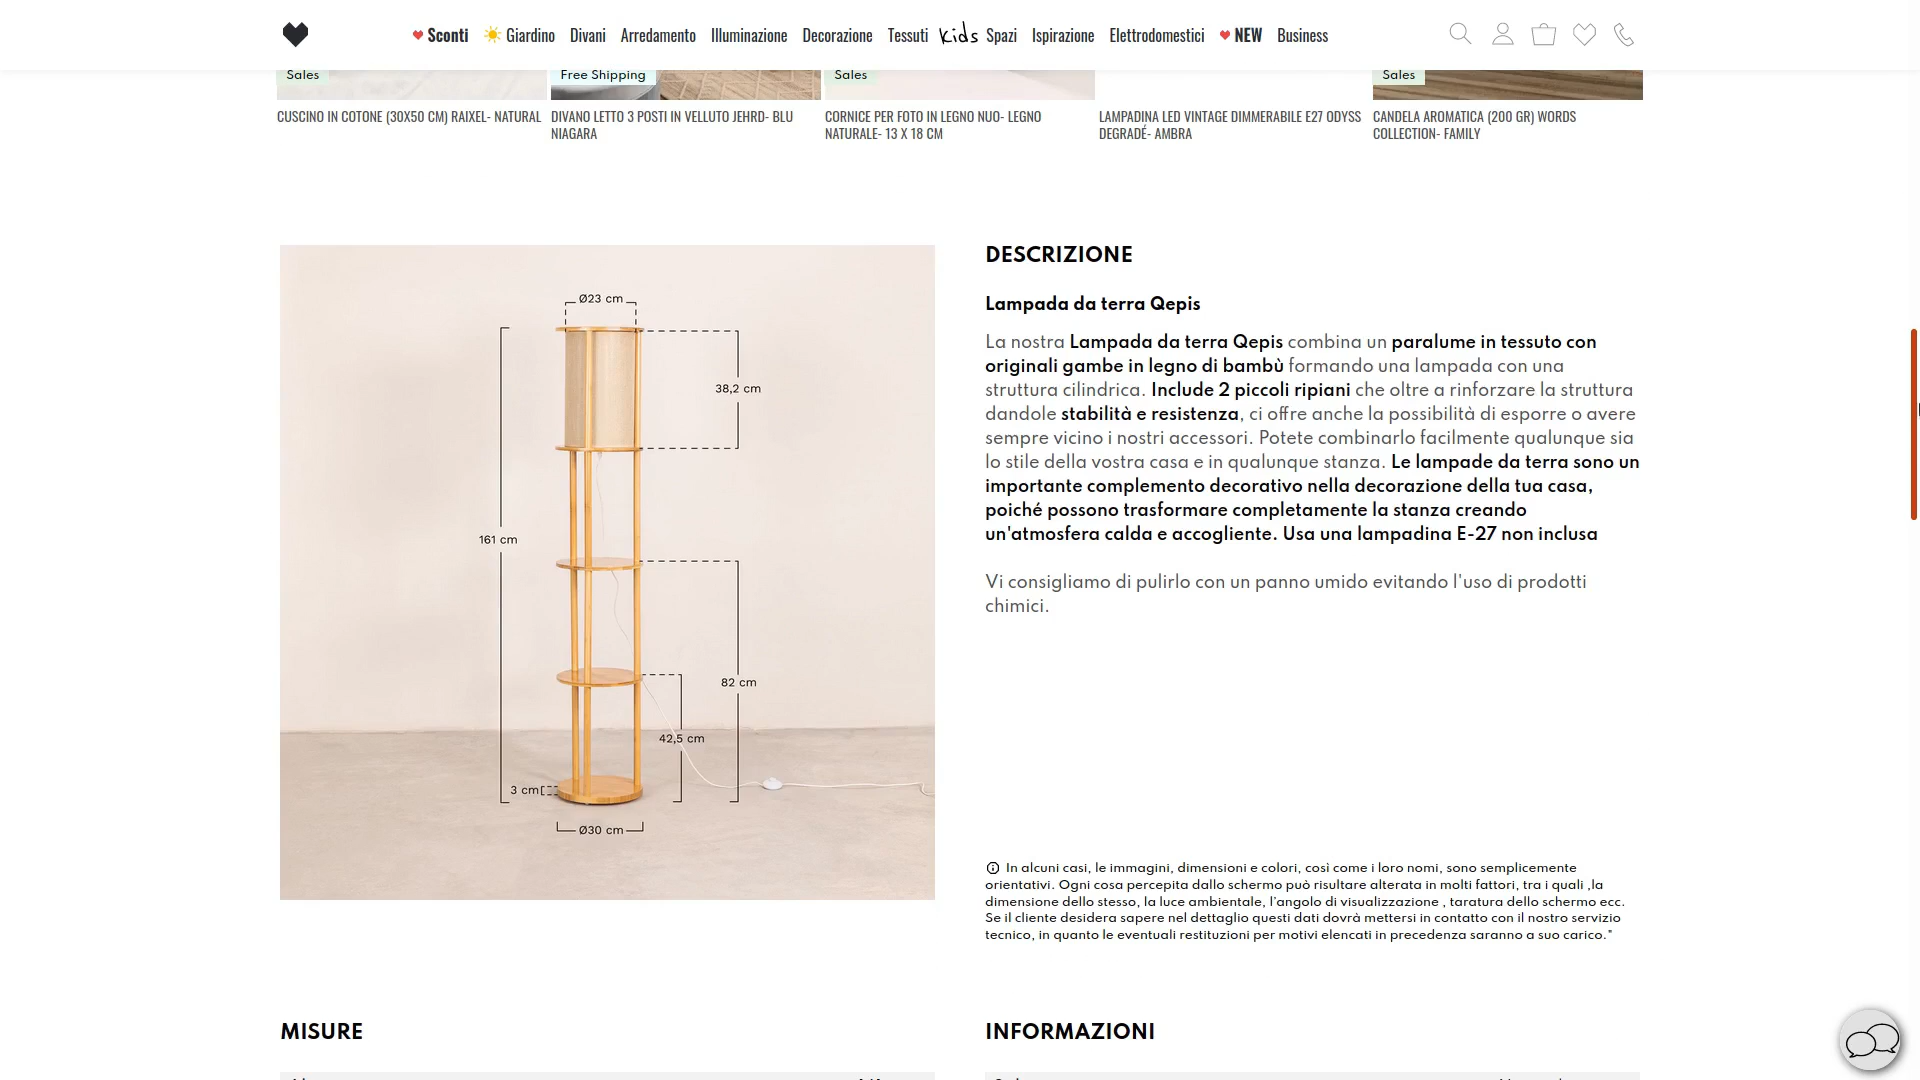 Sconti
Giardino
Divani
Arredamento
Illuminazione
Decorazione
Tessuti
Kids
Spazi
Ispirazione
Elettrodomestici
NEW
Business
Sales
Free Shipping
Sales
Sales
CUSCINO IN COTONE (30X50 CM) RAIXEL- NATURAL
DIVANO LETTO 3 POSTI IN VELLUTO JEHRD- BLU
NIAGARA
CORNICE PER FOTO IN LEGNO NUO- LEGNO
NATURALE- 13 X 18 CM
LAMPADINA LED VINTAGE DIMMERABILE E27 ODYSS
DEGRADÉ- AMBRA
CANDELA AROMATICA (200 GR) WORDS
COLLECTION- FAMILY
Ø23 cm
38,2 cm
161 cm
82 cm
42,5 cm
3 cm
Ø30 cm
DESCRIZIONE
Lampada da terra Qepis
La nostra Lampada da terra Qepis combina un paralume in tessuto con
originali gambe in legno di bambù formando una lampada con una
struttura cilindrica. Include 2 piccoli ripiani che oltre a rinforzare la struttura
dandole stabilità e resistenza, ci offre anche la possibilità di esporre o avere
sempre vicino i nostri accessori. Potete combinarlo facilmente qualunque sia
lo stile della vostra casa e in qualunque stanza. Le lampade da terra sono un
importante complemento decorativo nella decorazione della tua casa,
poiché possono trasformare completamente la stanza creando
un'atmosfera calda e accogliente. Usa una lampadina E-27 non inclusa
Vi consigliamo di pulirlo con un panno umido evitando l'uso di prodotti
chimici.
In alcuni casi, le immagini, dimensioni e colori, così come i loro nomi, sono semplicemente
orientativi. Ogni cosa percepita dallo schermo può risultare alterata in molti fattori, tra i quali ,la
dimensione dello stesso, la luce ambientale, l'angolo di visualizzazione , taratura dello schermo ecc.
Se il cliente desidera sapere nel dettaglio questi dati dovrà mettersi in contatto con il nostro servizio
tecnico, in quanto le eventuali restituzioni per motivi elencati in precedenza saranno a suo carico."
MISURE
INFORMAZIONI